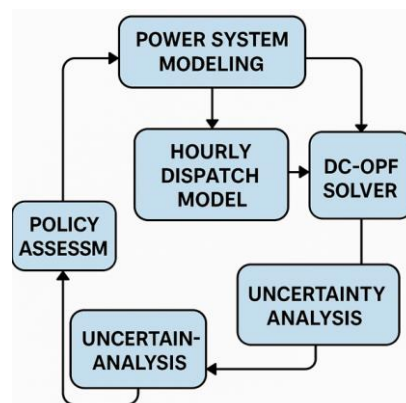 POWER SYSTEM
MODELING
HOURLY
DISPATCH
MODEL
DC-OPF
SOLVER
POLICY
ASSESSM
UNCERTAINTY
ANALYSIS
UNCERTAIN-
ANALYSIS